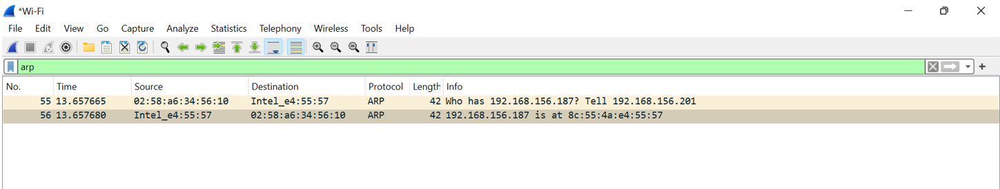 *Wi-Fi
File Edit View Go Capture Analyze Statistics Telephony Wireless Tools Help
arp
No. Time Source Destination Protocol Length Info
55 13.657665 02:58:a6:34:56:10 Intel_e4:55:57 ARP 42 Who has 192.168.156.187? Tell 192.168.156.201
56 13.657680 Intel_e4:55:57 02:58:a6:34:56:10 ARP 42 192.168.156.187 is at 8c:55:4a:e4:55:57